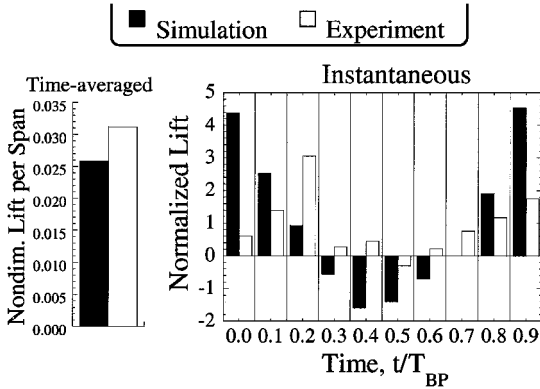 Simulation Experiment
Time-averaged
Nondim. Lift per Span
0.035
0.030
0.025
0.020
0.015
0.010
0.005
0.000
Instantaneous
Normalized Lift
5
4
3
2
1
0
-1
-2
0.0 0.1 0.2 0.3 0.4 0.5 0.6 0.7 0.8 0.9
Time, t/T_BP